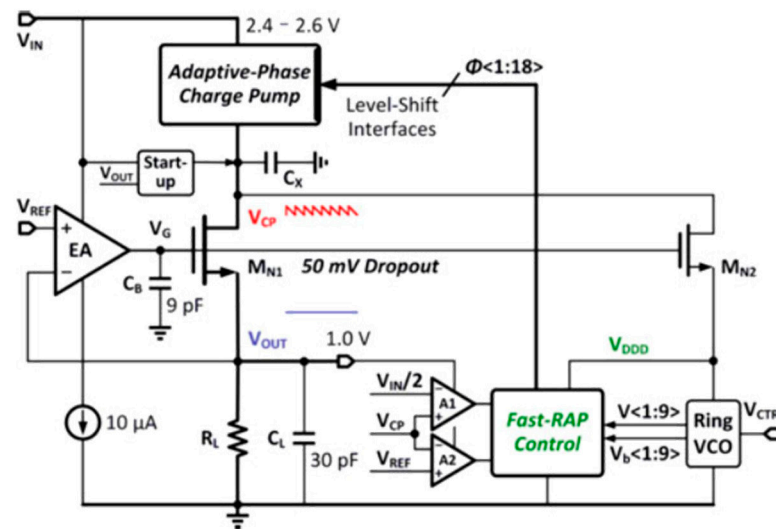 2.4 – 2.6 V
V_IN
Adaptive-Phase
Charge Pump
Φ<1:18>
Level-Shift
Interfaces
Start-
up
V_OUT
C_X
V_REF
V_G
V_CP
+
EA
−
M_N1
50 mV Dropout
M_N2
C_B
9 pF
V_OUT
1.0 V
V_DDD
V_IN/2
−
A1
+
V_CP
Fast-RAP
Control
V<1:9>
V_b<1:9>
Ring
VCO
V_CTR
10 µA
R_L
C_L
30 pF
−
A2
+
V_REF